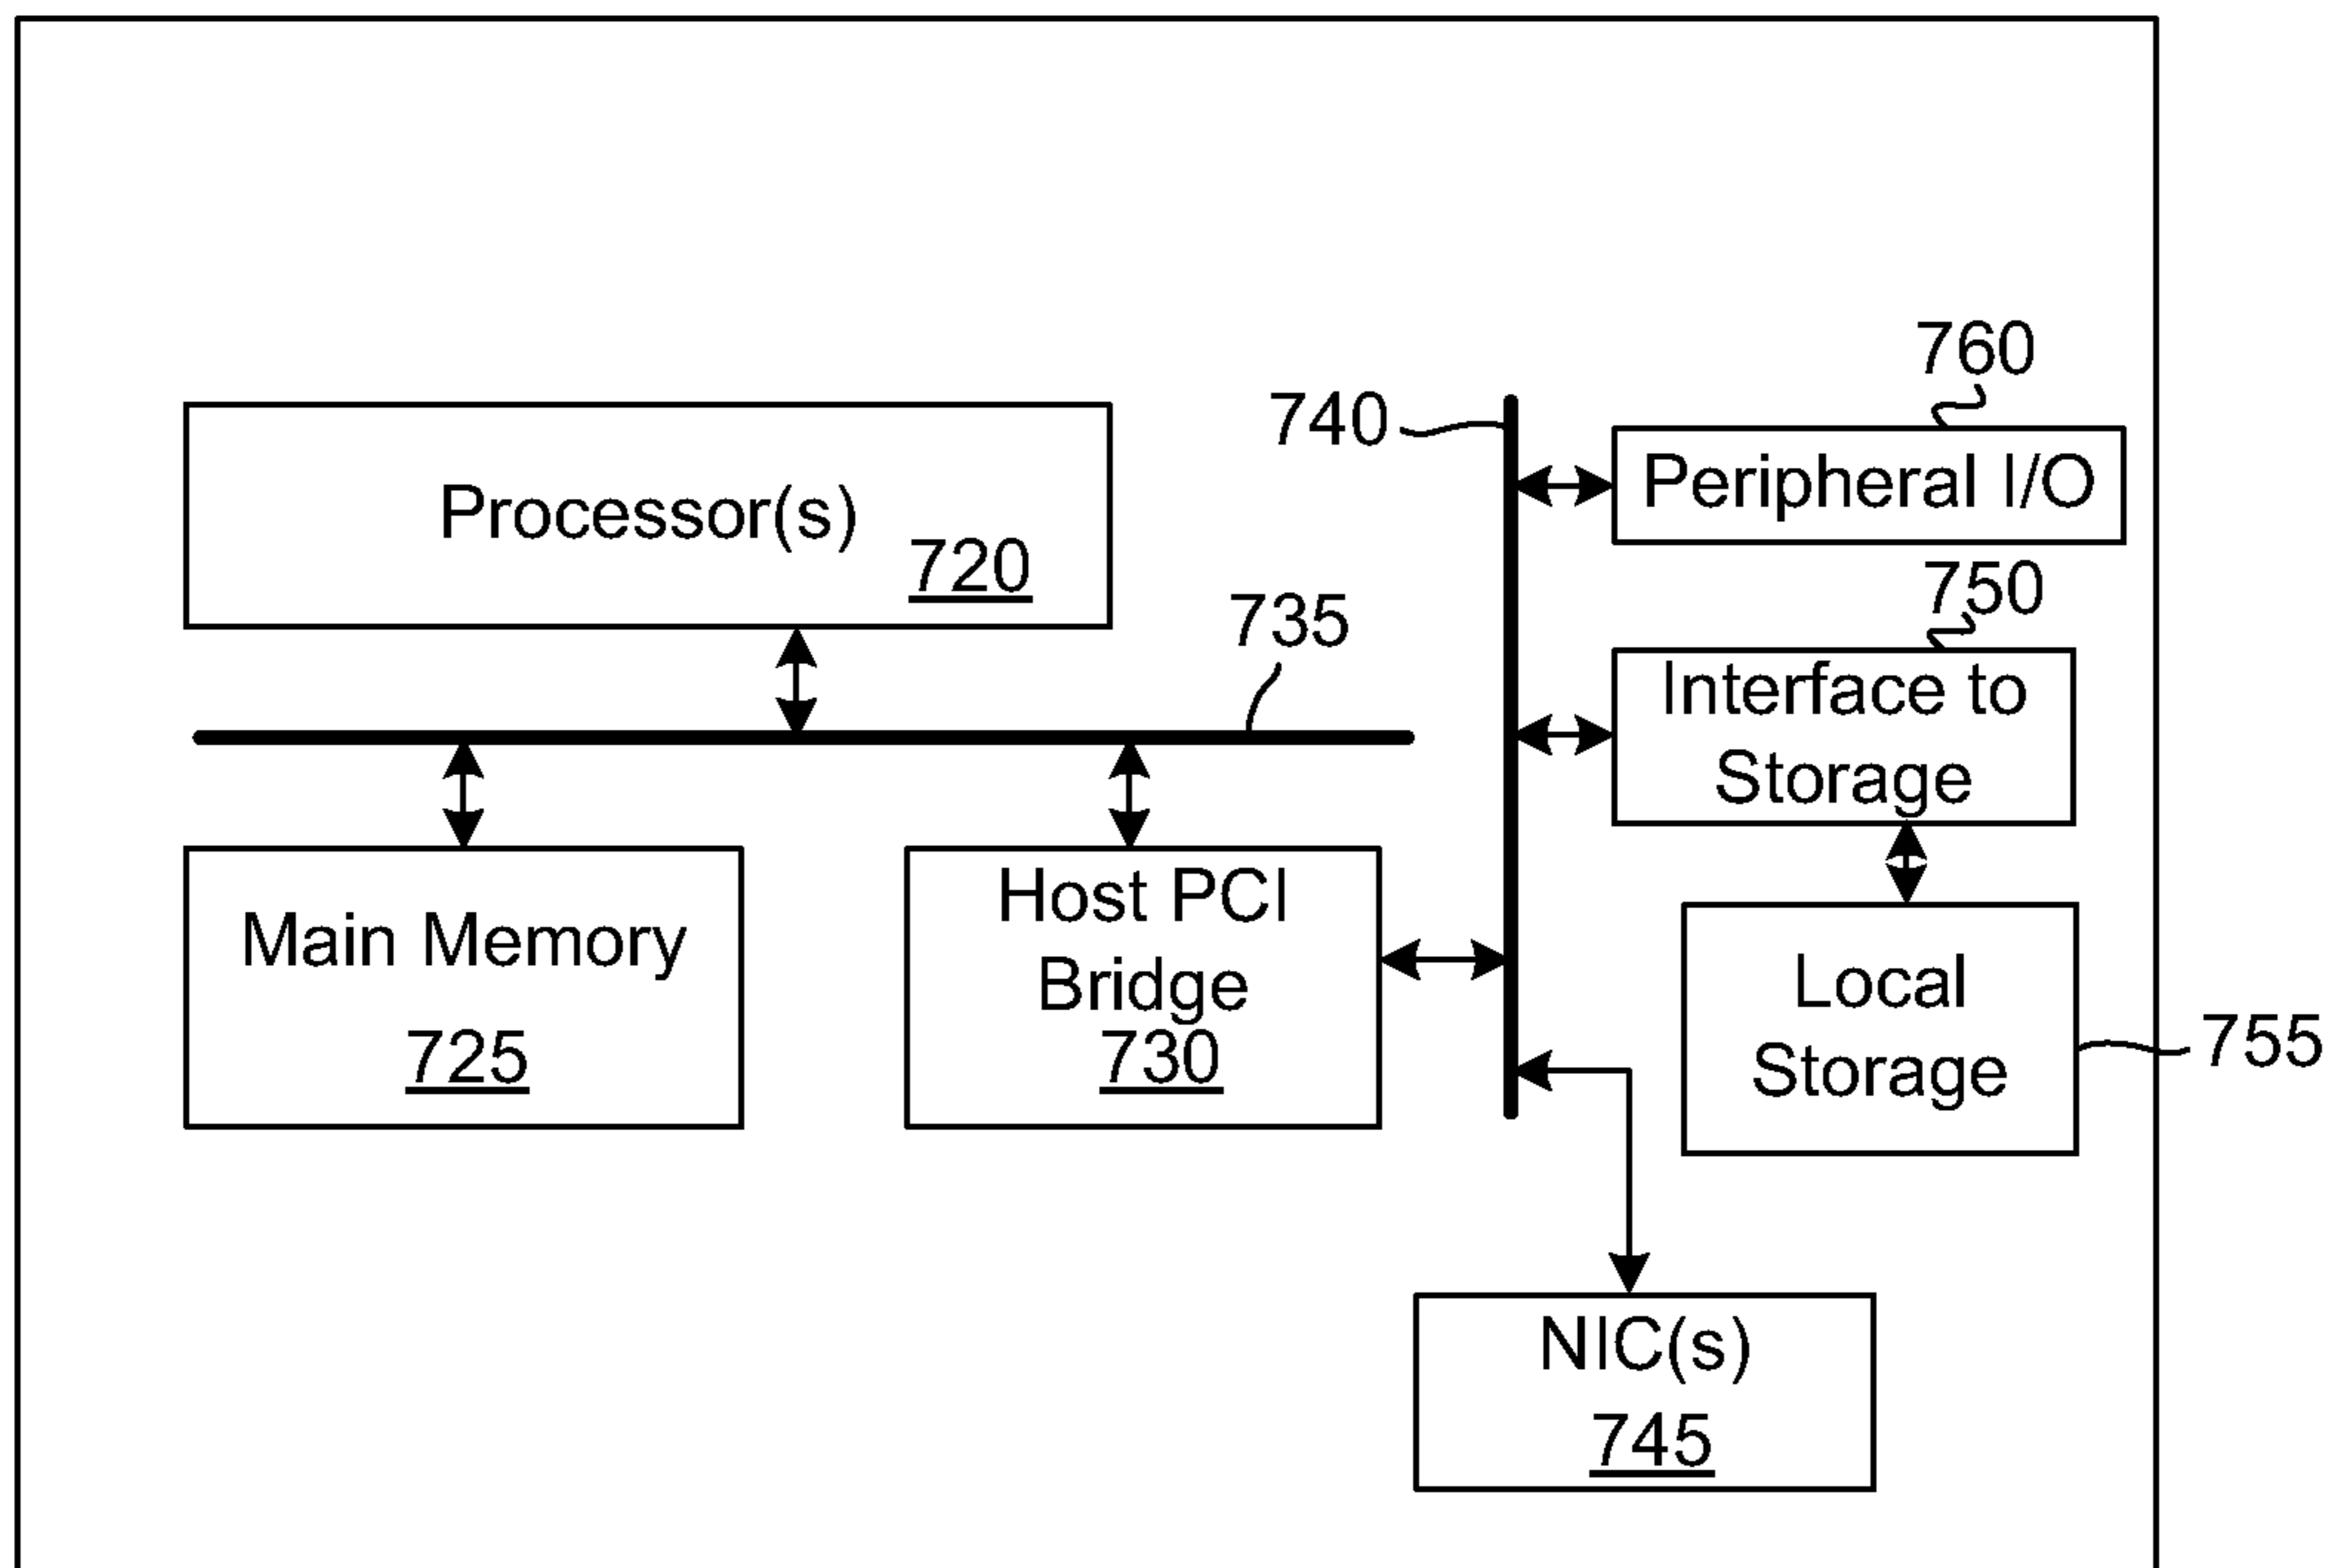 760
740
Peripheral I/O
Processor(s)
720
750
735
Interface to
Storage
Main Memory
725
Host PCI
Bridge
730
Local
Storage
755
NIC(s)
745